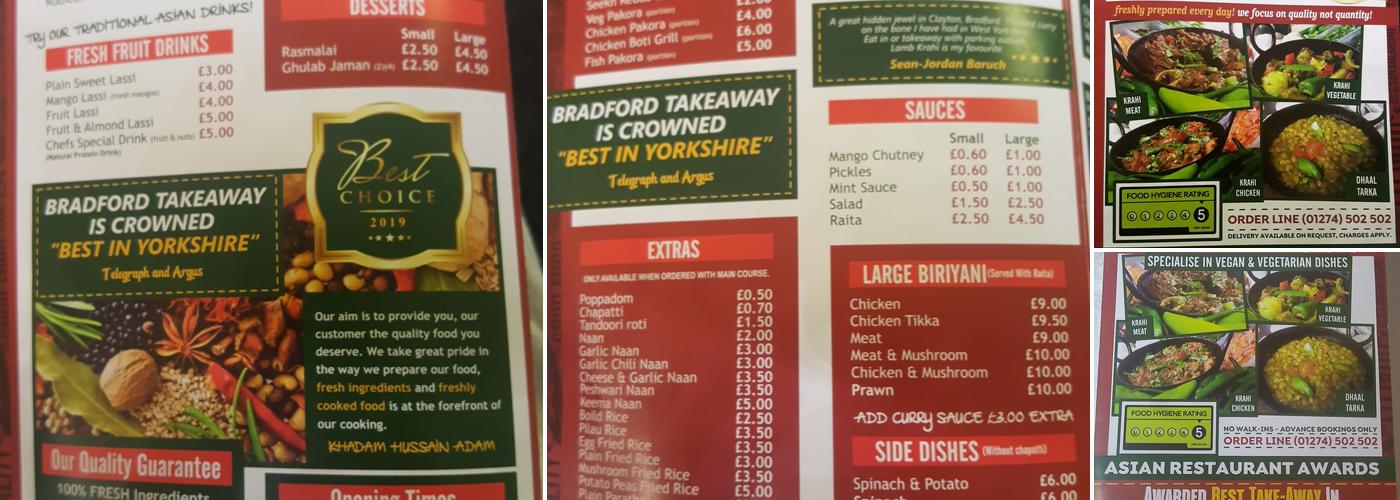 TRY OUR TRADITIONAL ASIAN DRINKS!
FRESH FRUIT DRINKS
Plain Sweet Lassi £3.00
Mango Lassi (fresh mangos) £4.00
Fruit Lassi £4.00
Fruit & Almond Lassi £5.00
Chefs Special Drink (fruit & nuts) £5.00
(Natural Protein Drink)
DESSERTS
Small Large
Rasmalai £2.50 £4.50
Ghulab Jaman (2)(4) £2.50 £4.50
BRADFORD TAKEAWAY
IS CROWNED
"BEST IN YORKSHIRE"
Telegraph and Argus
Best
CHOICE
2019
Our aim is to provide you, our
customer the quality food you
deserve. We take great pride in
the way we prepare our food,
fresh ingredients and freshly
cooked food is at the forefront of
our cooking.
KHADAM HUSSAIN ADAM
Our Quality Guarantee
100% FRESH Ingredients
Opening Times
Veg Pakora (portion) £4.00
Chicken Pakora (portion) £6.00
Chicken Boti Grill (portion) £5.00
Fish Pakora (portion)
BRADFORD TAKEAWAY
IS CROWNED
"BEST IN YORKSHIRE"
Telegraph and Argus
EXTRAS
ONLY AVAILABLE WHEN ORDERED WITH MAIN COURSE.
Poppadom £0.50
Chapatti £0.70
Tandoori roti £1.50
Naan £2.00
Garlic Naan £3.00
Garlic Chili Naan £3.00
Cheese & Garlic Naan £3.50
Peshwari Naan £3.50
Keema Naan £5.00
Boild Rice £2.50
Pilau Rice £3.50
Egg Fried Rice £3.50
Plain Fried Rice £3.00
Mushroom Fried Rice £3.50
Potato Peas Fried Rice £3.50
A great hidden jewel in Clayton, Bradford.
on the bone I have had in West
Eat in or takeaway with parking
Lamb Krahi is my favourite.
Sean-Jordan Baruch
SAUCES
Small Large
Mango Chutney £0.60 £1.00
Pickles £0.60 £1.00
Mint Sauce £0.50 £1.00
Salad £1.50 £2.50
Raita £2.50 £4.50
LARGE BIRIYANI (Served With Raita)
Chicken £9.00
Chicken Tikka £9.50
Meat £9.00
Meat & Mushroom £10.00
Chicken & Mushroom £10.00
Prawn £10.00
ADD CURRY SAUCE £3.00 EXTRA
SIDE DISHES (Without chapati)
Spinach & Potato £6.00
freshly prepared every day! we focus on quality not quantity!
KRAHI
MEAT
KRAHI
VEGETABLE
KRAHI
CHICKEN
DHAAL
TARKA
FOOD HYGIENE RATING
0 1 2 3 4 5
VERY GOOD
ORDER LINE (01274) 502 502
DELIVERY AVAILABLE ON REQUEST, CHARGES APPLY.
SPECIALISE IN VEGAN & VEGETARIAN DISHES
KRAHI
MEAT
KRAHI
VEGETABLE
KRAHI
CHICKEN
DHAAL
TARKA
FOOD HYGIENE RATING
0 1 2 3 4 5
NO WALK-INS - ADVANCE BOOKINGS ONLY
ORDER LINE (01274) 502 502
ASIAN RESTAURANT AWARDS
AWARDED BEST TAKE-AWAY IN